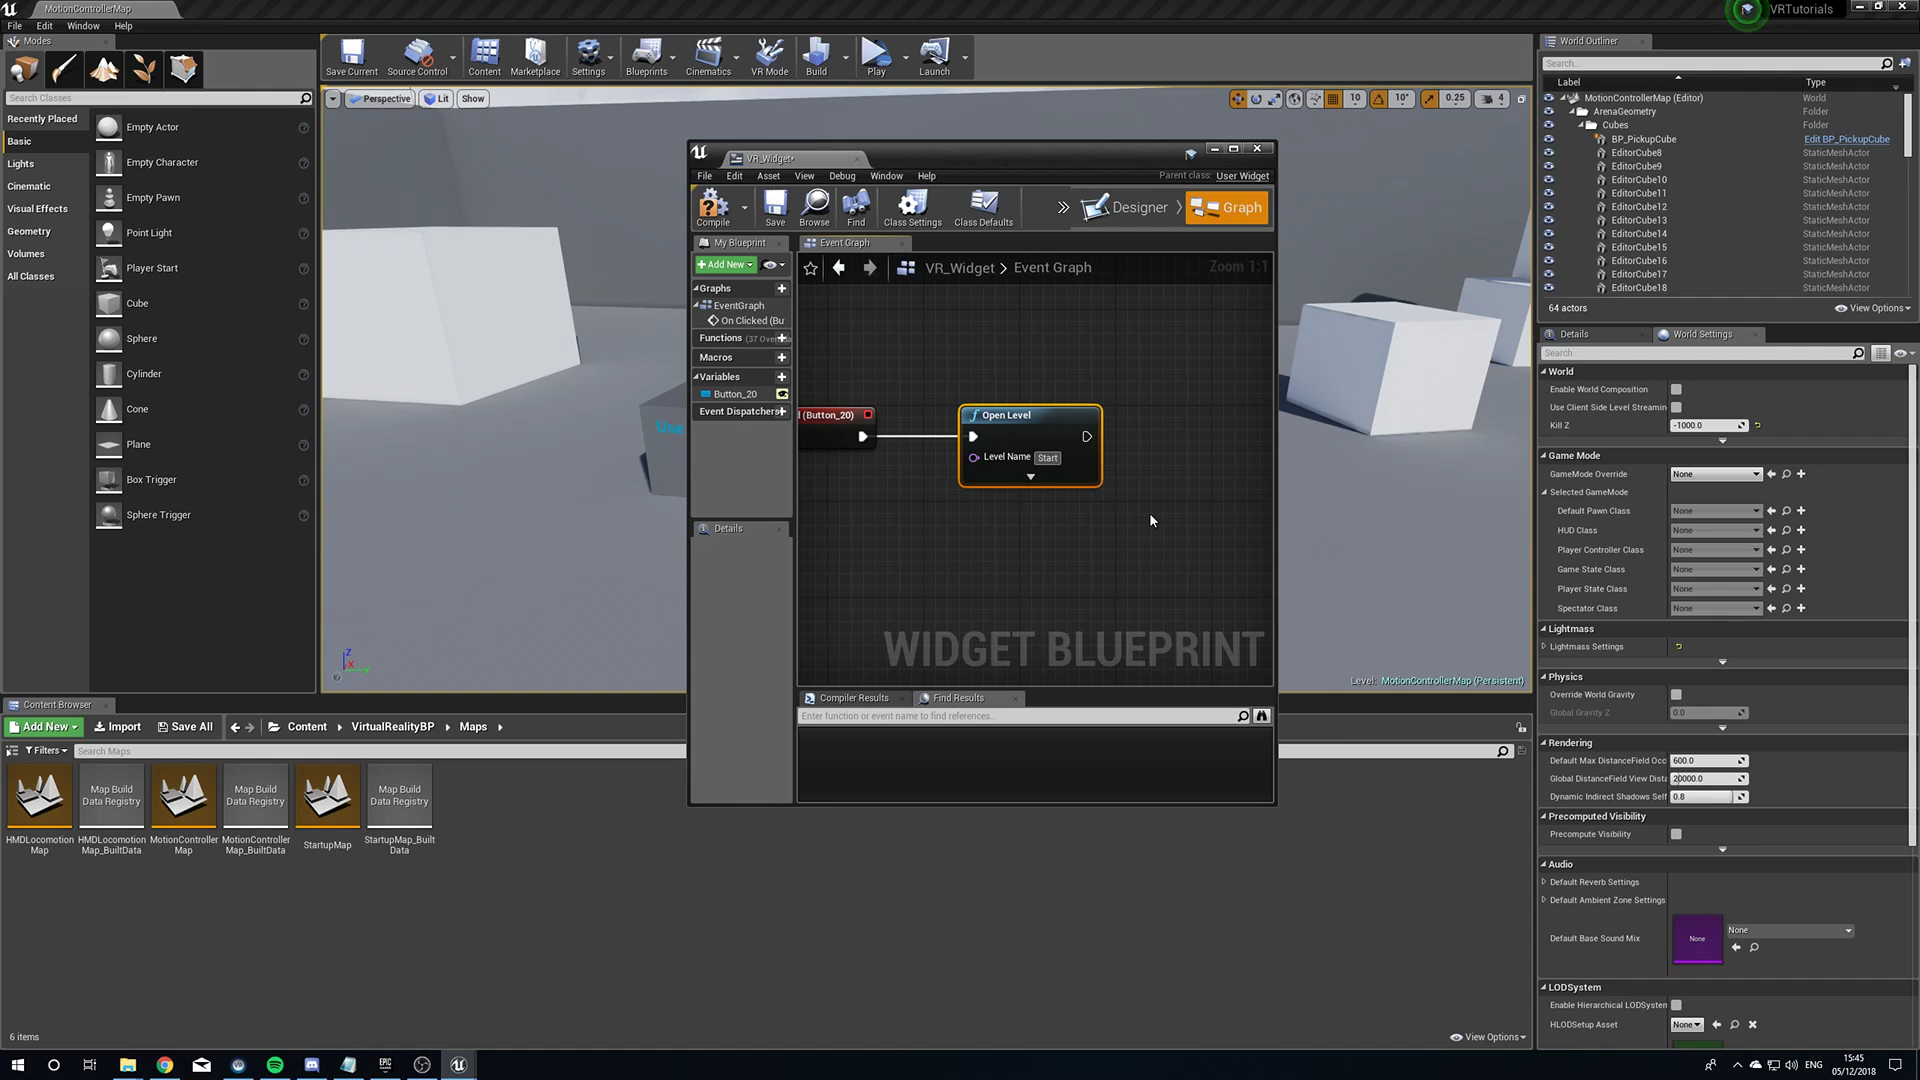 MotionControllerMap
VRTutorials
File Edit Window Help
Modes
Search Classes
Recently Placed
Basic
Lights
Cinematic
Visual Effects
Geometry
Volumes
All Classes
Empty Actor
Empty Character
Empty Pawn
Point Light
Player Start
Cube
Sphere
Cylinder
Cone
Plane
Box Trigger
Sphere Trigger
Save Current Source Control Content Marketplace Settings Blueprints Cinematics VR Mode Build Play Launch
Perspective Lit Show
10 10° 0.25 4
Use
VR_Widget*
File Edit Asset View Debug Window Help
Parent class: User Widget
Compile Save Browse Find Class Settings Class Defaults
Designer Graph
My Blueprint
Event Graph
Add New
VR_Widget > Event Graph
Zoom 1:1
Graphs
EventGraph
On Clicked (Bu
Functions (37 Ove
Macros
Variables
Button_20
Event Dispatchers
Details
(Button_20)
Open Level
Level Name Start
WIDGET BLUEPRINT
Compiler Results
Find Results
Enter function or event name to find references...
Level: MotionControllerMap (Persistent)
World Outliner
Search...
Label Type
MotionControllerMap (Editor) World
ArenaGeometry Folder
Cubes Folder
BP_PickupCube Edit BP_PickupCube
EditorCube8 StaticMeshActor
EditorCube9 StaticMeshActor
EditorCube10 StaticMeshActor
EditorCube11 StaticMeshActor
EditorCube12 StaticMeshActor
EditorCube13 StaticMeshActor
EditorCube14 StaticMeshActor
EditorCube15 StaticMeshActor
EditorCube16 StaticMeshActor
EditorCube17 StaticMeshActor
EditorCube18 StaticMeshActor
64 actors
View Options
Details
World Settings
Search
World
Enable World Composition
Use Client Side Level Streamin
Kill Z -1000.0
Game Mode
GameMode Override None
Selected GameMode
Default Pawn Class None
HUD Class None
Player Controller Class None
Game State Class None
Player State Class None
Spectator Class None
Lightmass
Lightmass Settings
Physics
Override World Gravity
Global Gravity Z 0.0
Rendering
Default Max DistanceField Occ 600.0
Global DistanceField View Dista 20000.0
Dynamic Indirect Shadows Self 0.8
Precomputed Visibility
Precompute Visibility
Audio
Default Reverb Settings
Default Ambient Zone Settings
Default Base Sound Mix None None
LODSystem
Enable Hierarchical LODSystem
HLODSetup Asset None
Content Browser
Add New Import Save All Content VirtualRealityBP Maps
Filters Search Maps
Map Build
Data Registry
Map Build
Data Registry
Map Build
Data Registry
HMDLocomotion
Map
HMDLocomotion
Map_BuiltData
MotionController
Map
MotionController
Map_BuiltData
StartupMap
StartupMap_Built
Data
6 items
View Options
EPIC
ENG
15:45
05/12/2018